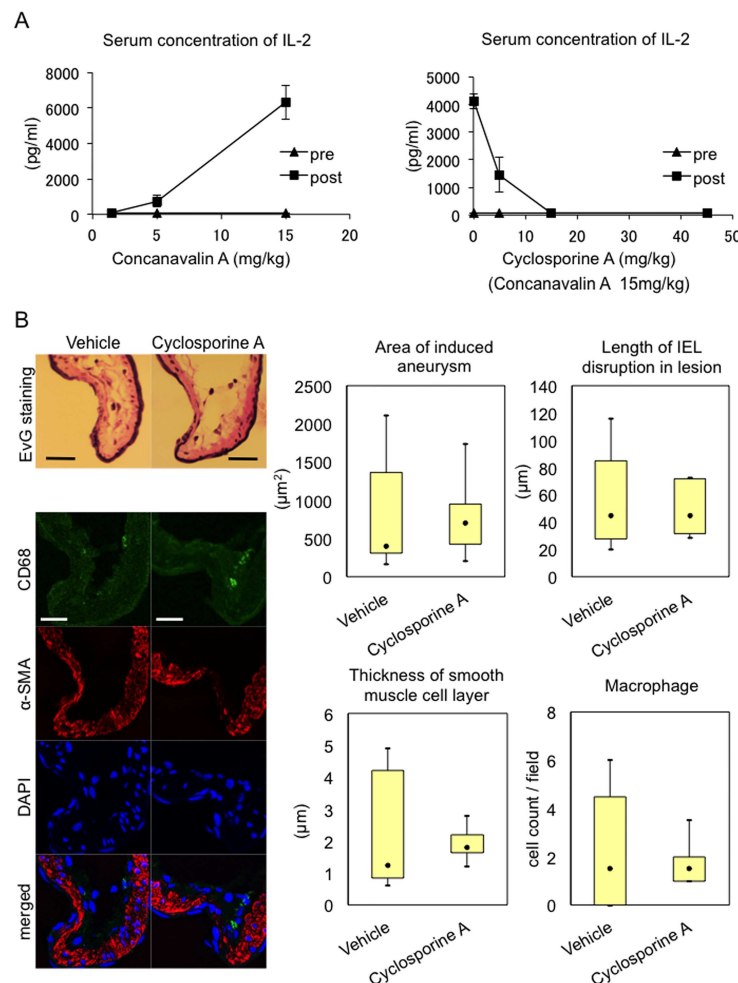 A
Serum concentration of IL-2
8000
6000
4000
2000
0
(pg/ml)
pre
post
0
5
10
15
20
Concanavalin A (mg/kg)
Serum concentration of IL-2
5000
4000
3000
2000
1000
0
(pg/ml)
pre
post
0
10
20
30
40
50
Cyclosporine A (mg/kg)
(Concanavalin A 15mg/kg)
B
Vehicle
Cyclosporine A
EvG staining
CD68
α-SMA
DAPI
merged
Area of induced
aneurysm
2500
2000
1500
1000
500
0
(μm²)
Vehicle
Cyclosporine A
Length of IEL
disruption in lesion
140
120
100
80
60
40
20
0
(μm)
Vehicle
Cyclosporine A
Thickness of smooth
muscle cell layer
6
5
4
3
2
1
0
(μm)
Vehicle
Cyclosporine A
Macrophage
8
6
4
2
0
cell count / field
Vehicle
Cyclosporine A